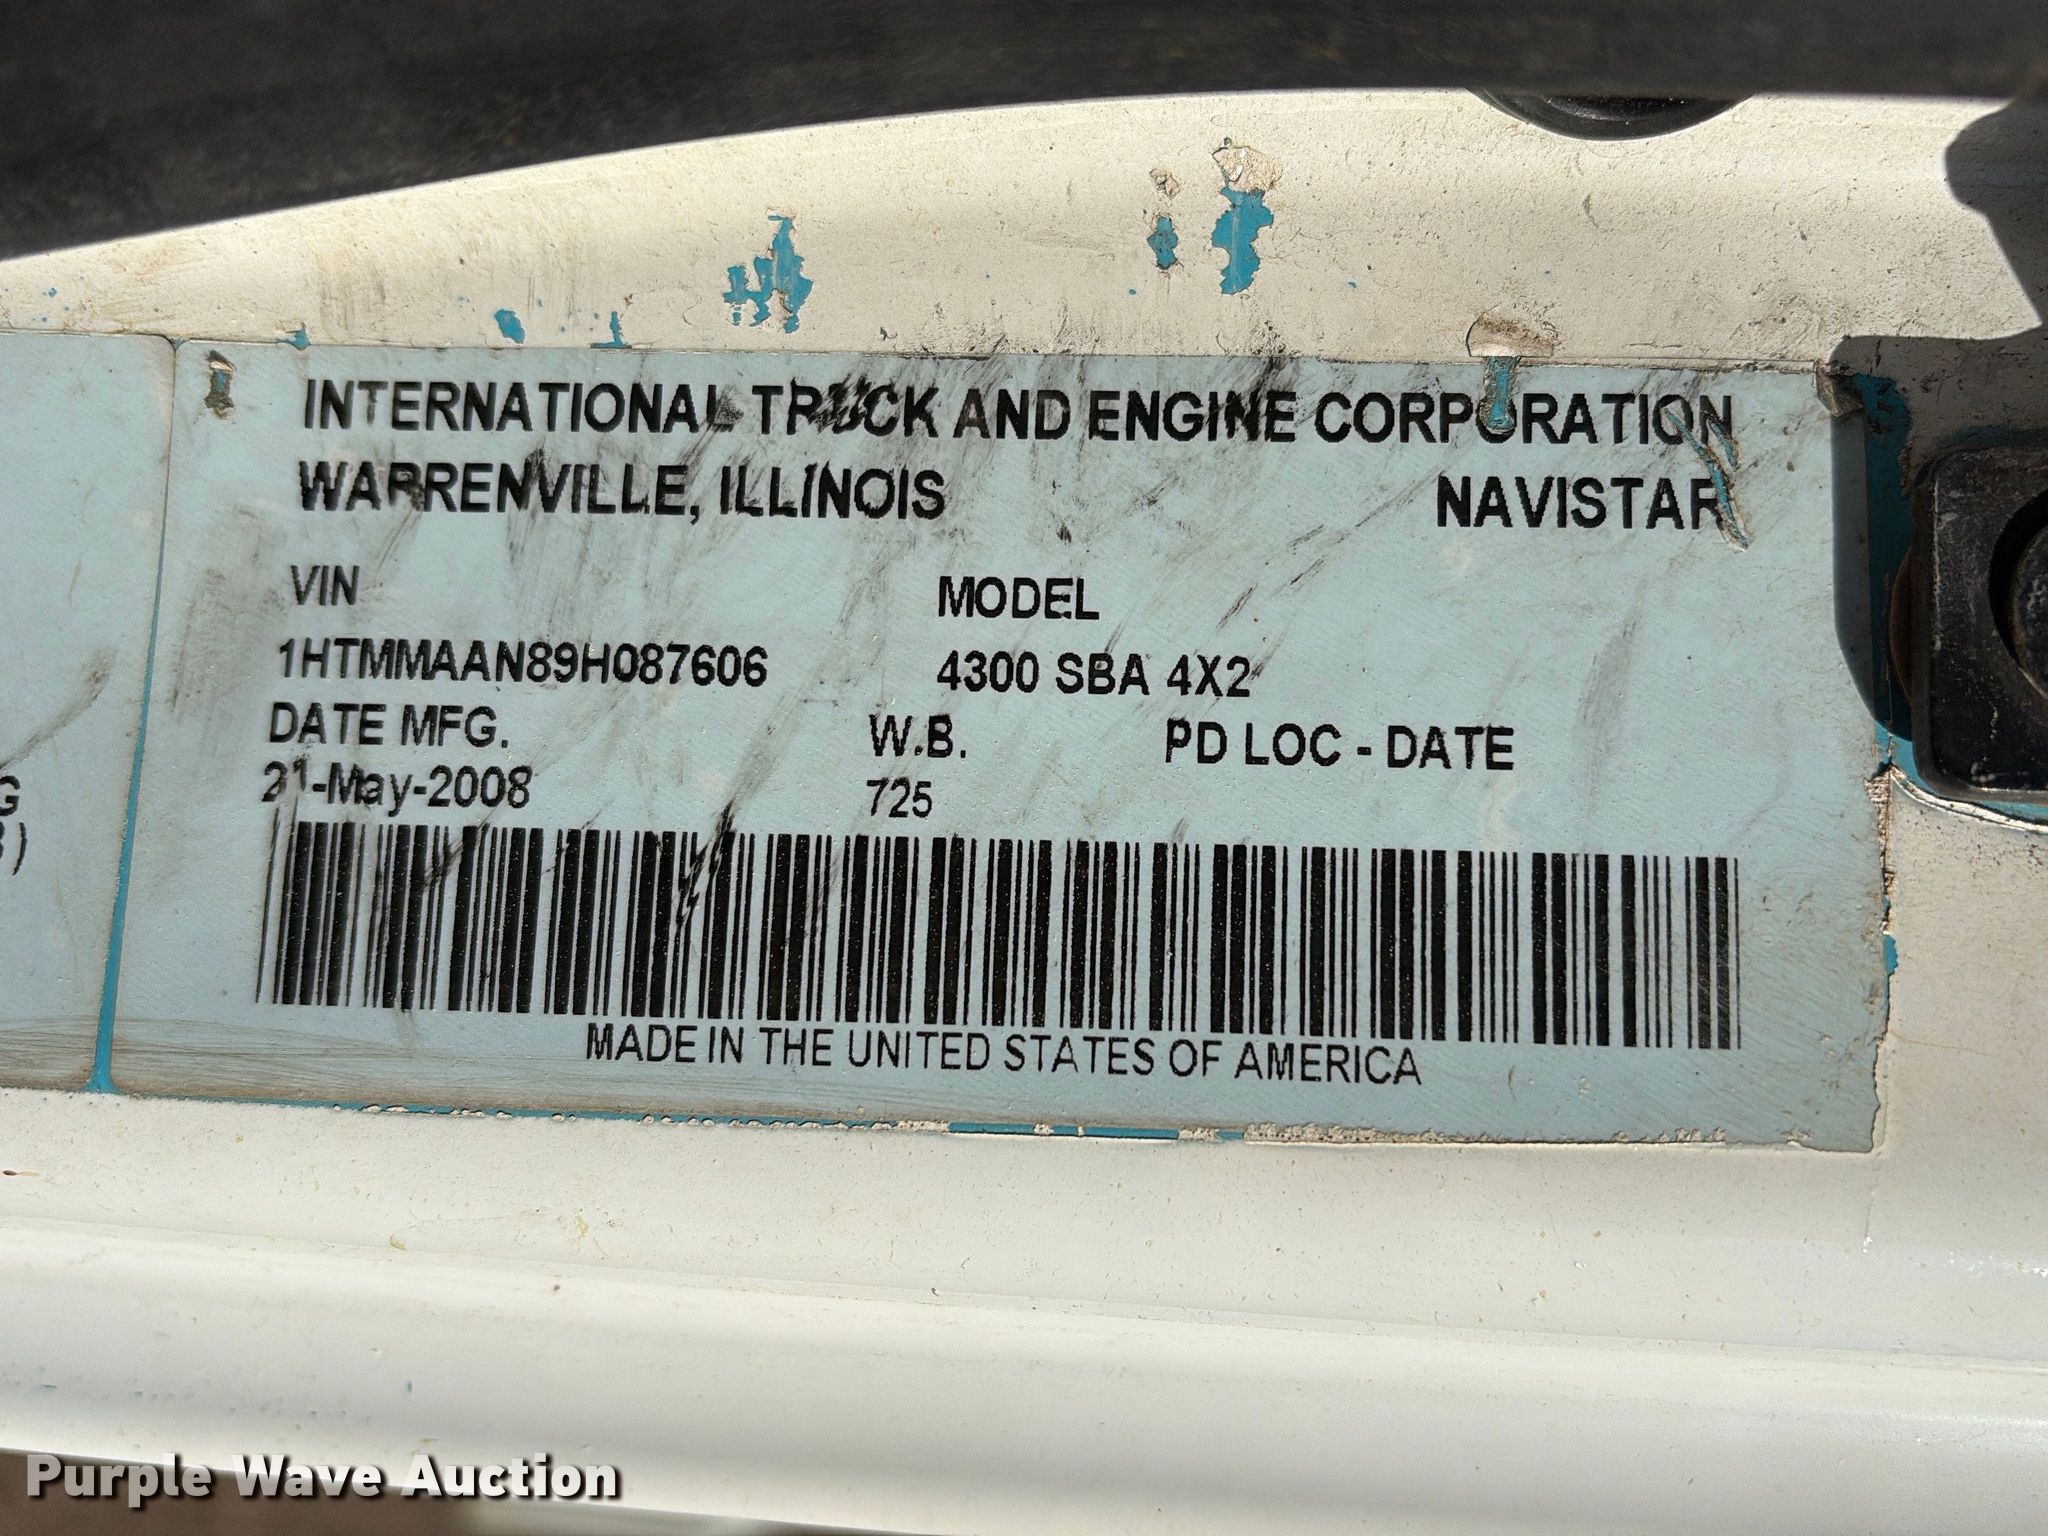 INTERNATIONAL TRUCK AND ENGINE CORPORATION
WARRENVILLE, ILLINOIS NAVISTAR
VIN MODEL
1HTMMAAN89H087606 4300 SBA 4X2
DATE MFG. W.B. PD LOC - DATE
21-May-2008 725
MADE IN THE UNITED STATES OF AMERICA
G
)
Purple Wave Auction